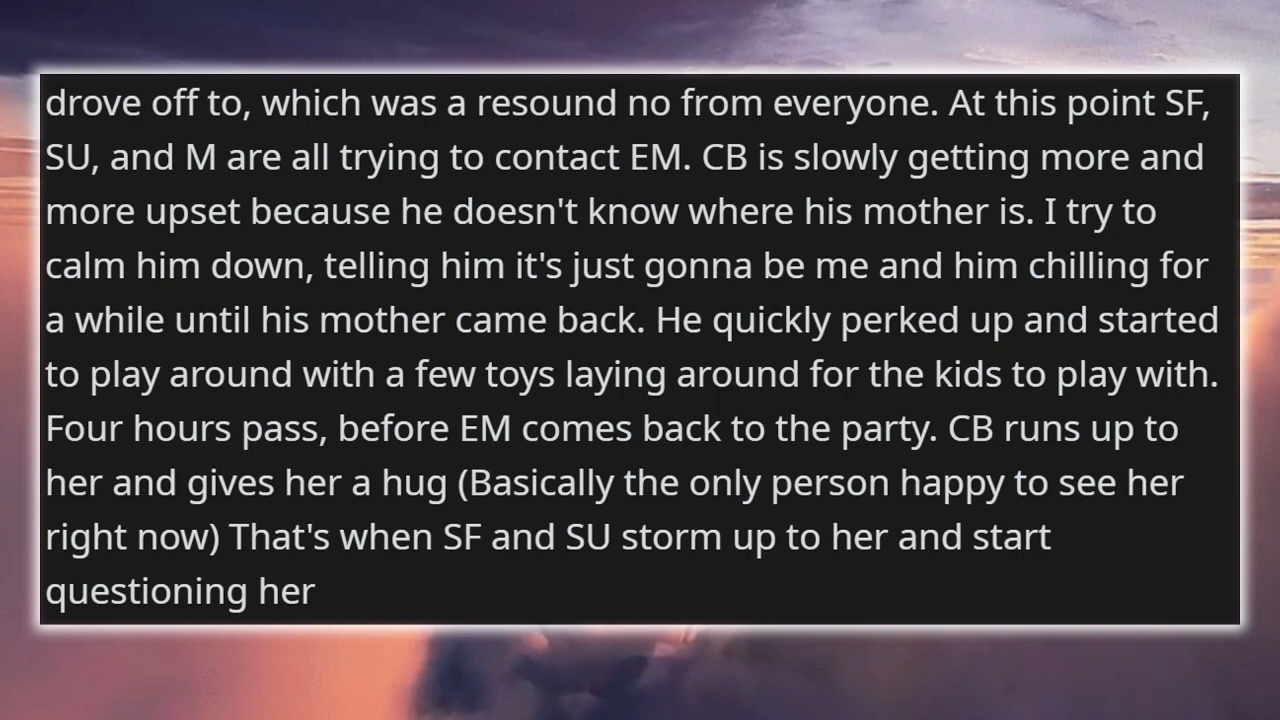 drove off to, which was a resound no from everyone. At this point SF,
SU, and M are all trying to contact EM. CB is slowly getting more and
more upset because he doesn't know where his mother is. I try to
calm him down, telling him it's just gonna be me and him chilling for
a while until his mother came back. He quickly perked up and started
to play around with a few toys laying around for the kids to play with.
Four hours pass, before EM comes back to the party. CB runs up to
her and gives her a hug (Basically the only person happy to see her
right now) That's when SF and SU storm up to her and start
questioning her